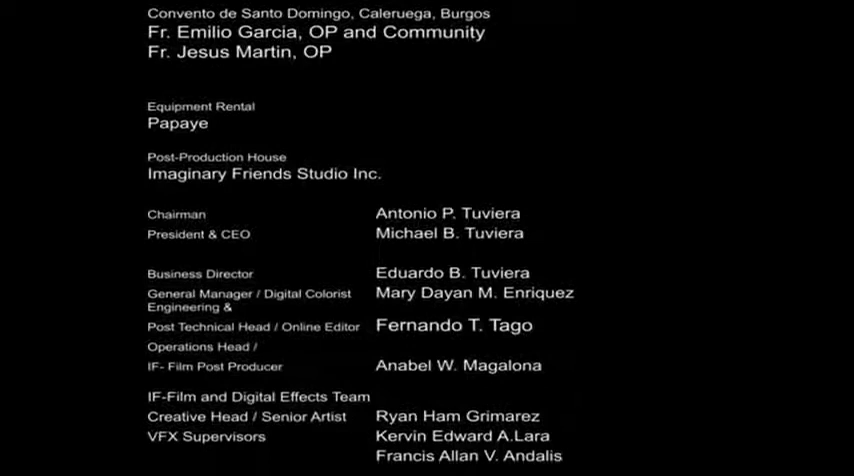 Convento de Santo Domingo, Caleruega, Burgos
Fr. Emilio Garcia, OP and Community
Fr. Jesus Martin, OP
Equipment Rental
Papaye
Post-Production House
Imaginary Friends Studio Inc.
Chairman Antonio P. Tuviera
President & CEO Michael B. Tuviera
Business Director Eduardo B. Tuviera
General Manager / Digital Colorist Mary Dayan M. Enriquez
Engineering &
Post Technical Head / Online Editor Fernando T. Tago
Operations Head /
IF- Film Post Producer Anabel W. Magalona
IF-Film and Digital Effects Team
Creative Head / Senior Artist Ryan Ham Grimarez
VFX Supervisors Kervin Edward A.Lara
Francis Allan V. Andalis